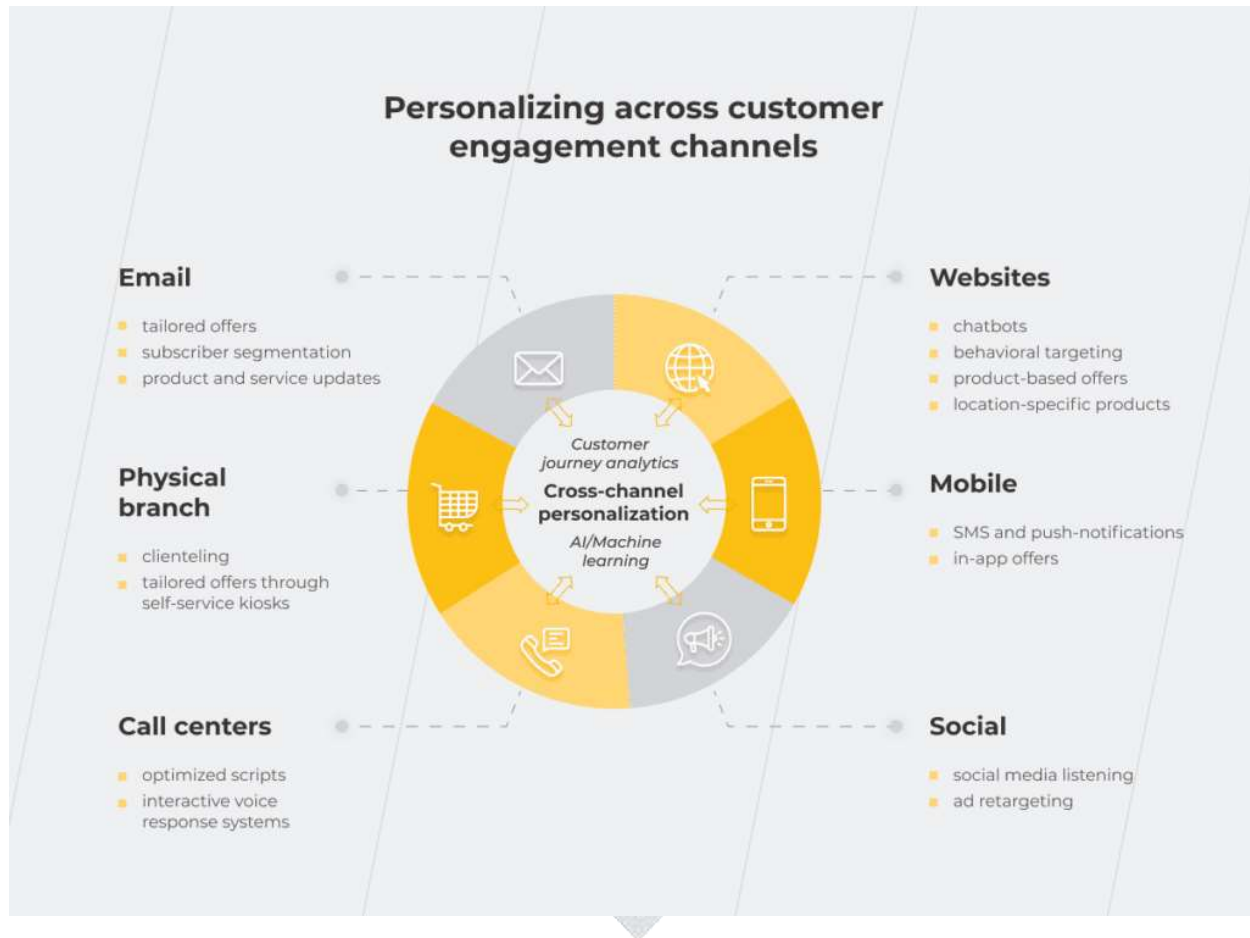 Personalizing across customer
engagement channels
Email
tailored offers
subscriber segmentation
product and service updates
Physical
branch
clienteling
tailored offers through
self-service kiosks
Call centers
optimized scripts
interactive voice
response systems
Customer
journey analytics
Cross-channel
personalization
AI/Machine
learning
Websites
chatbots
behavioral targeting
product-based offers
location-specific products
Mobile
SMS and push-notifications
in-app offers
Social
social media listening
ad retargeting